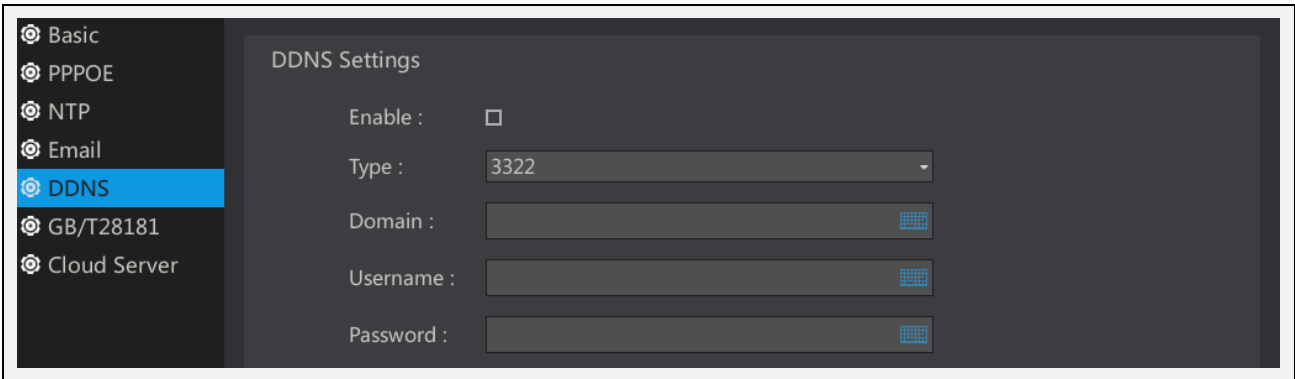 Basic
PPPOE
NTP
Email
DDNS
GB/T28181
Cloud Server
DDNS Settings
Enable :
Type : 3322
Domain :
Username :
Password :